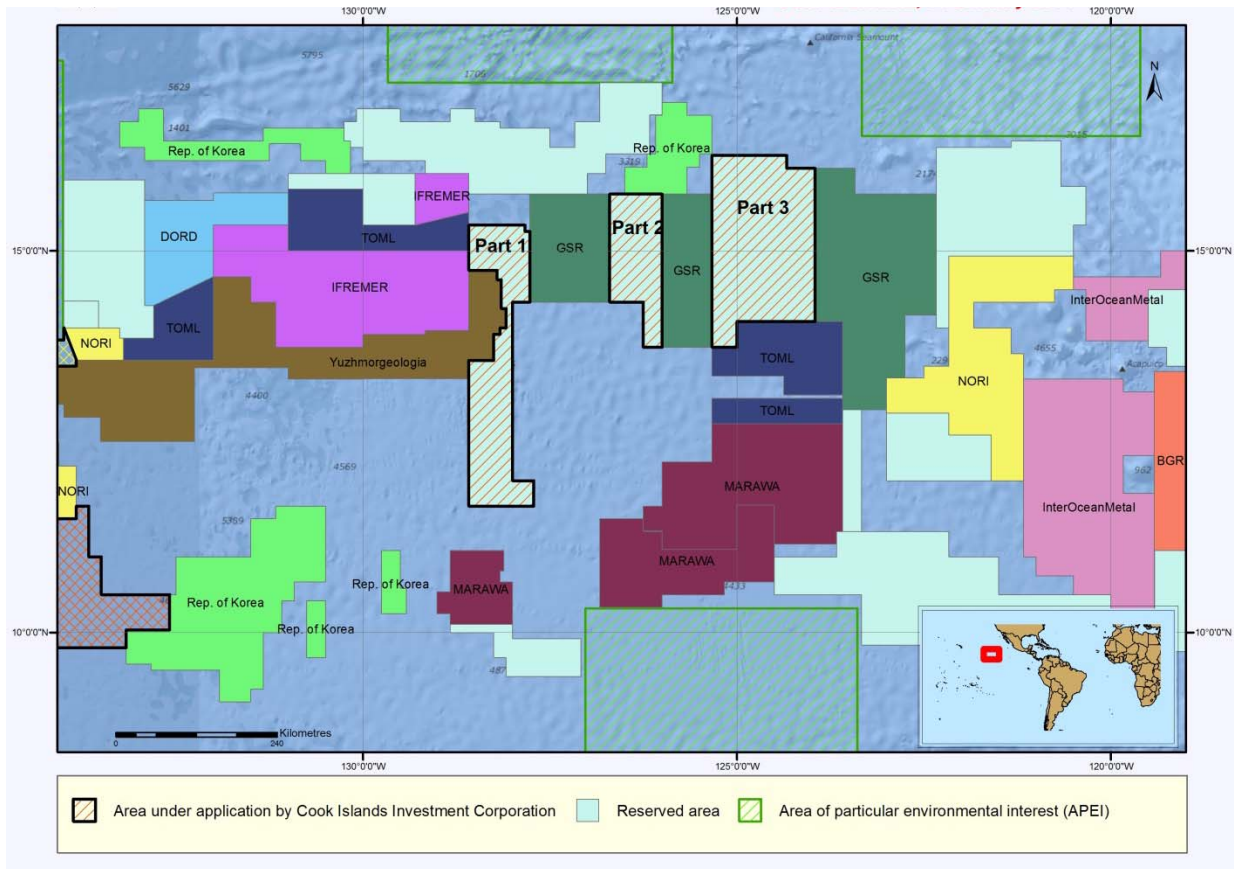 130°0'0"W
125°0'0"W
120°0'0"W
California Seamount
N
5795
1706
5629
1401
Rep. of Korea
Rep. of Korea
3319
IFREMER
Part 2
Part 3
DORD
TOML
Part 1
GSR
GSR
GSR
15°0'0"N
15°0'0"N
IFREMER
InterOceanMetal
NORI
TOML
Yuzhmorgeologia
TOML
229
4655
Acapulco
NORI
4400
TOML
4569
MARAWA
BGR
962
NORI
InterOceanMetal
5359
MARAWA
Rep. of Korea
MARAWA
Rep. of Korea
Rep. of Korea
10°0'0"N
10°0'0"N
487
Kilometres
0
240
130°0'0"W
125°0'0"W
120°0'0"W
Area under application by Cook Islands Investment Corporation
Reserved area
Area of particular environmental interest (APEI)